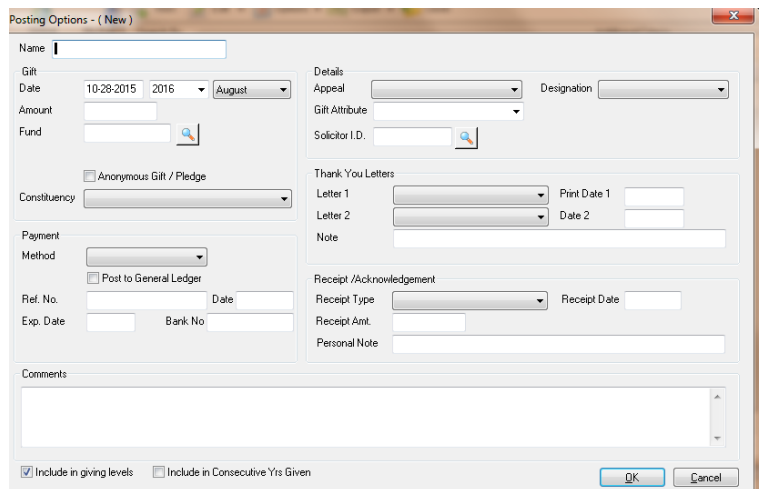 Posting Options - ( New )
Name
Gift
Date 10-28-2015 2016 August
Amount
Fund
Anonymous Gift / Pledge
Constituency
Payment
Method
Post to General Ledger
Ref. No. Date
Exp. Date Bank No
Details
Appeal Designation
Gift Attribute
Solicitor I.D.
Thank You Letters
Letter 1 Print Date 1
Letter 2 Date 2
Note
Receipt /Acknowledgement
Receipt Type Receipt Date
Receipt Amt.
Personal Note
Comments
Include in giving levels Include in Consecutive Yrs Given
OK Cancel